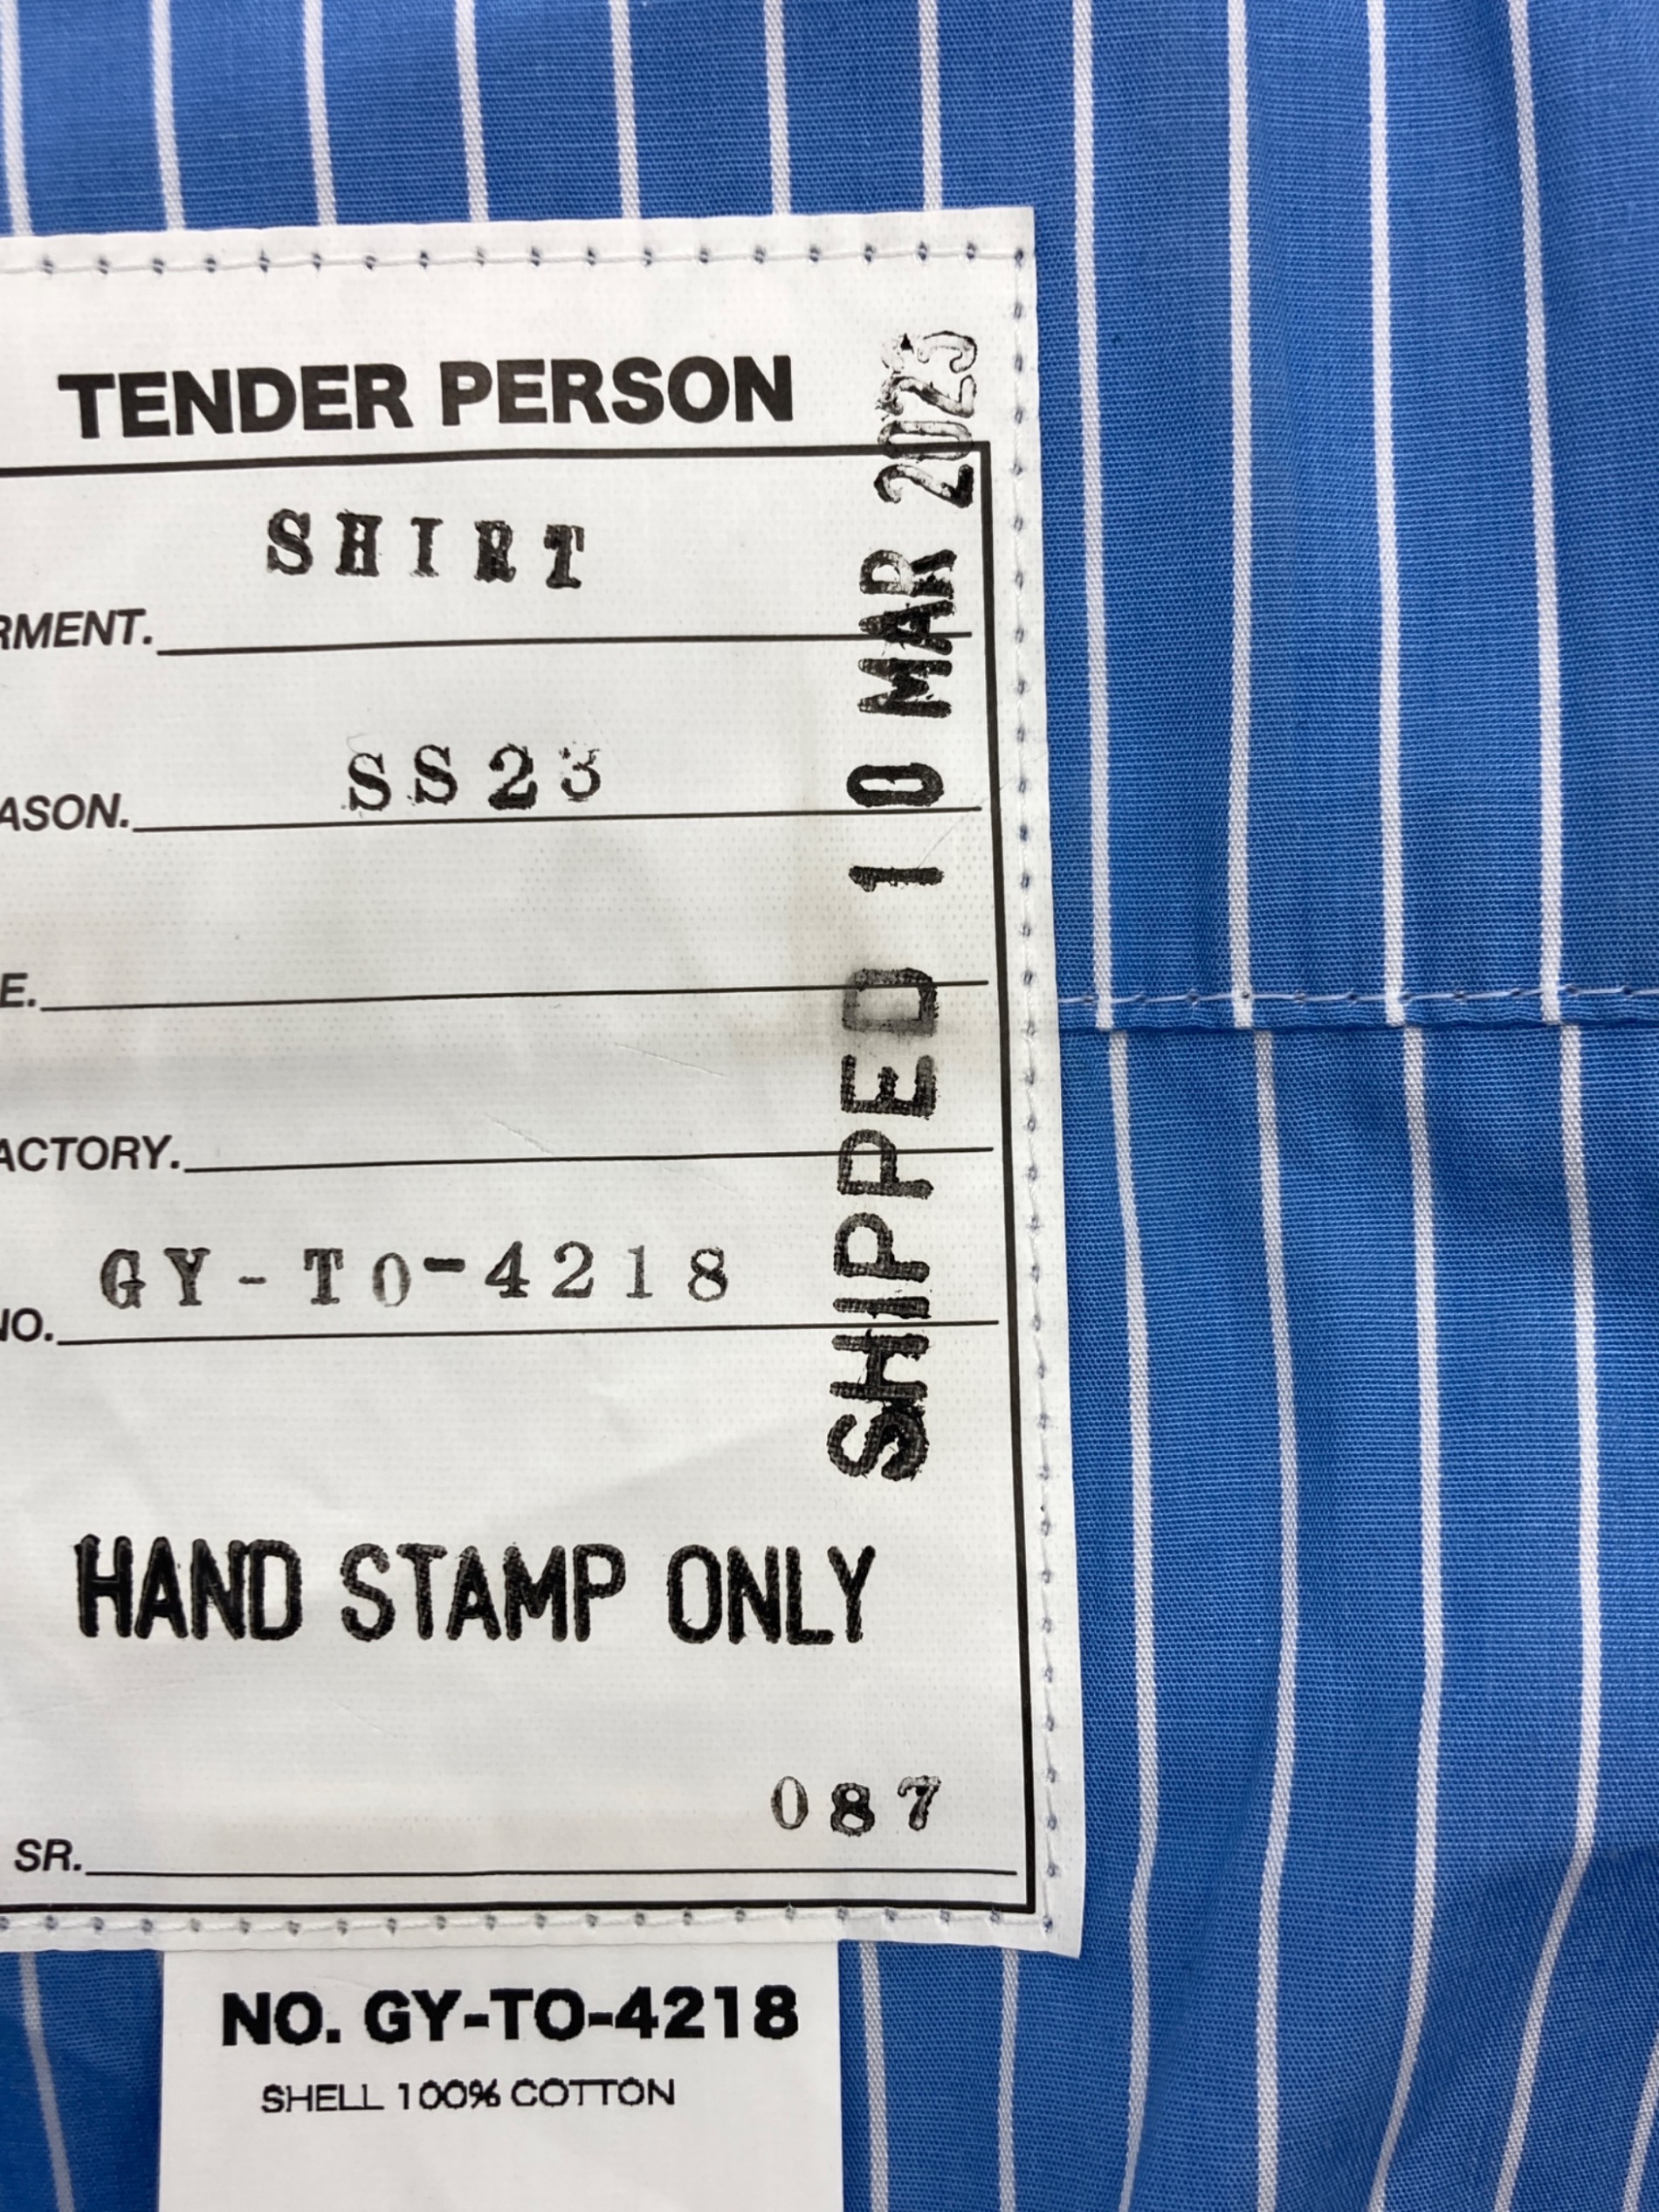 TENDER PERSON
SHIRT
RMENT.
SS23
ASON.
E.
ACTORY.
GY-TO-4218
NO.
SHIPPED 10 MAR 2023
HAND STAMP ONLY
087
SR.
NO. GY-TO-4218
SHELL 100% COTTON